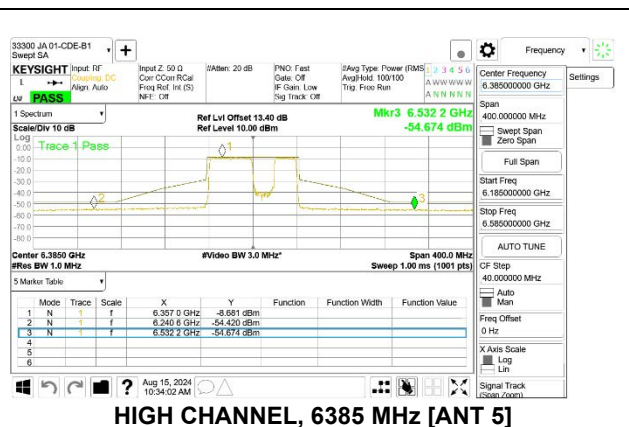 33300 JA 01-CDE-B1
Swept SA
Frequency
KEYSIGHT
Input: RF
Coupling: DC
Align: Auto
Input Z: 50 Ω
Corr CCorr RCal
Freq Ref: Int (S)
NFE: Off
#Atten: 20 dB
PNO: Fast
Gate: Off
IF Gain: Low
Sig Track: Off
#Avg Type: Power (RMS
Avg|Hold: 100/100
Trig: Free Run
1 2 3 4 5 6
A W W W W W
A N N N N N
L
PASS
1 Spectrum
Scale/Div 10 dB
Ref Lvl Offset 13.40 dB
Ref Level 10.00 dBm
Mkr3 6.532 2 GHz
-54.674 dBm
Log
Trace 1 Pass
0.00
-10.0
-20.0
-30.0
-40.0
-50.0
-60.0
-70.0
-80.0
1
2
3
Center 6.3850 GHz
#Res BW 1.0 MHz
#Video BW 3.0 MHz*
Span 400.0 MHz
Sweep 1.00 ms (1001 pts)
5 Marker Table
Mode Trace Scale X Y Function Function Width Function Value
1 N 1 f 6.357 0 GHz -8.681 dBm
2 N 1 f 6.240 6 GHz -54.420 dBm
3 N 1 f 6.532 2 GHz -54.674 dBm
4
5
6
Aug 15, 2024
10:34:02 AM
Center Frequency
6.385000000 GHz
Settings
Span
400.000000 MHz
Swept Span
Zero Span
Full Span
Start Freq
6.185000000 GHz
Stop Freq
6.585000000 GHz
AUTO TUNE
CF Step
40.000000 MHz
Auto
Man
Freq Offset
0 Hz
X Axis Scale
Log
Lin
Signal Track
(Span Zoom)
HIGH CHANNEL, 6385 MHz [ANT 5]